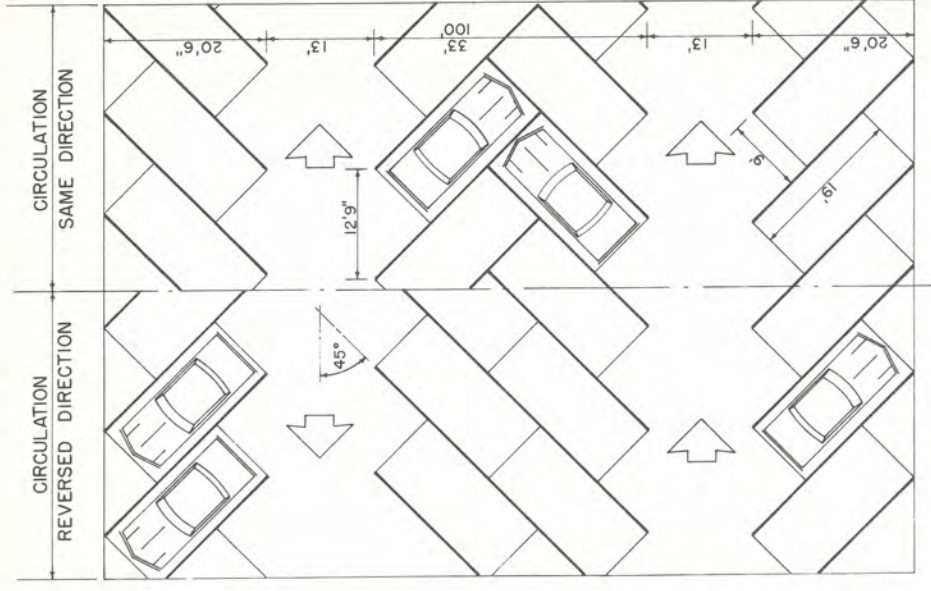 CIRCULATION
SAME DIRECTION
CIRCULATION
REVERSED DIRECTION
20'6"
13'
100'
33'
13'
20'6"
12'9"
9'
19'
45°